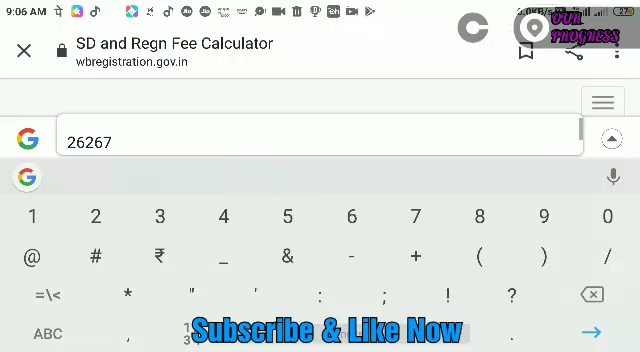 9:06 AM
OUR
PROGRESS
SD and Regn Fee Calculator
wbregistration.gov.in
26267
1 2 3 4 5 6 7 8 9 0
@ # ₹ _ & - + ( ) /
=\< * " ' : ; ! ?
ABC , .
Subscribe & Like Now